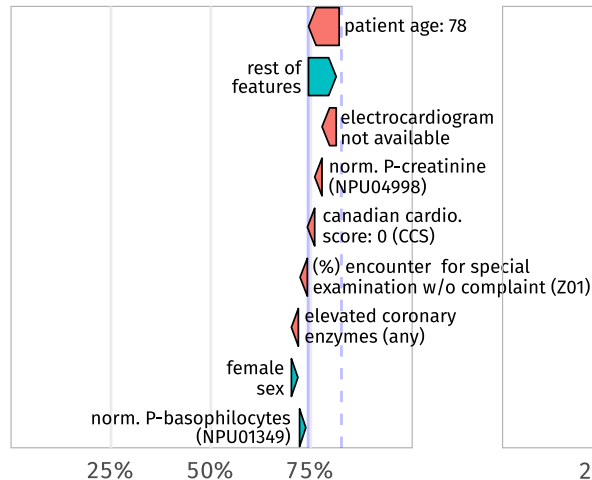 patient age: 78
rest of
features
electrocardiogram
not available
norm. P-creatinine
(NPU04998)
canadian cardio.
score: 0 (CCS)
(%) encounter  for special
examination w/o complaint (Z01)
elevated coronary
enzymes (any)
female
sex
norm. P-basophilocytes
(NPU01349)
25% 50% 75% 2